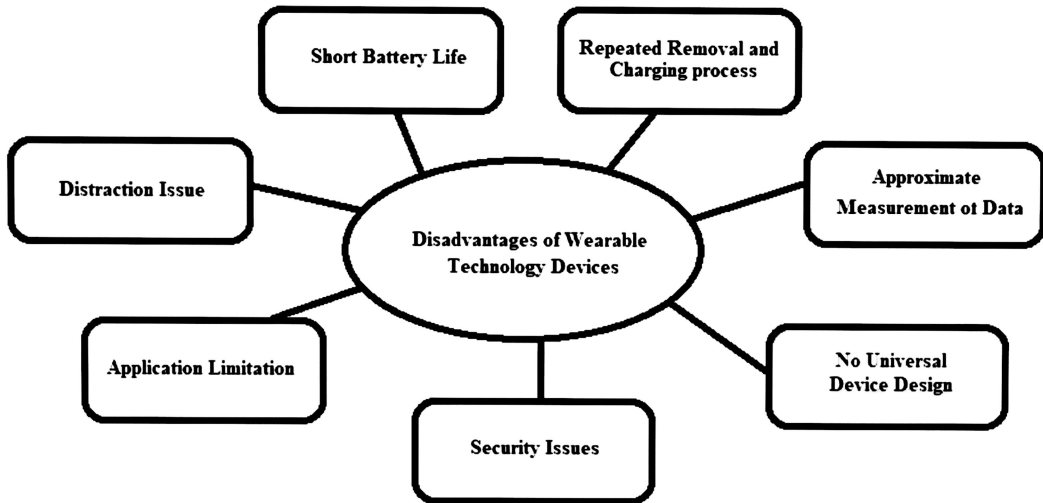 Short Battery Life
Repeated Removal and
Charging process
Distraction Issue
Approximate
Measurement of Data
Disadvantages of Wearable
Technology Devices
Application Limitation
No Universal
Device Design
Security Issues